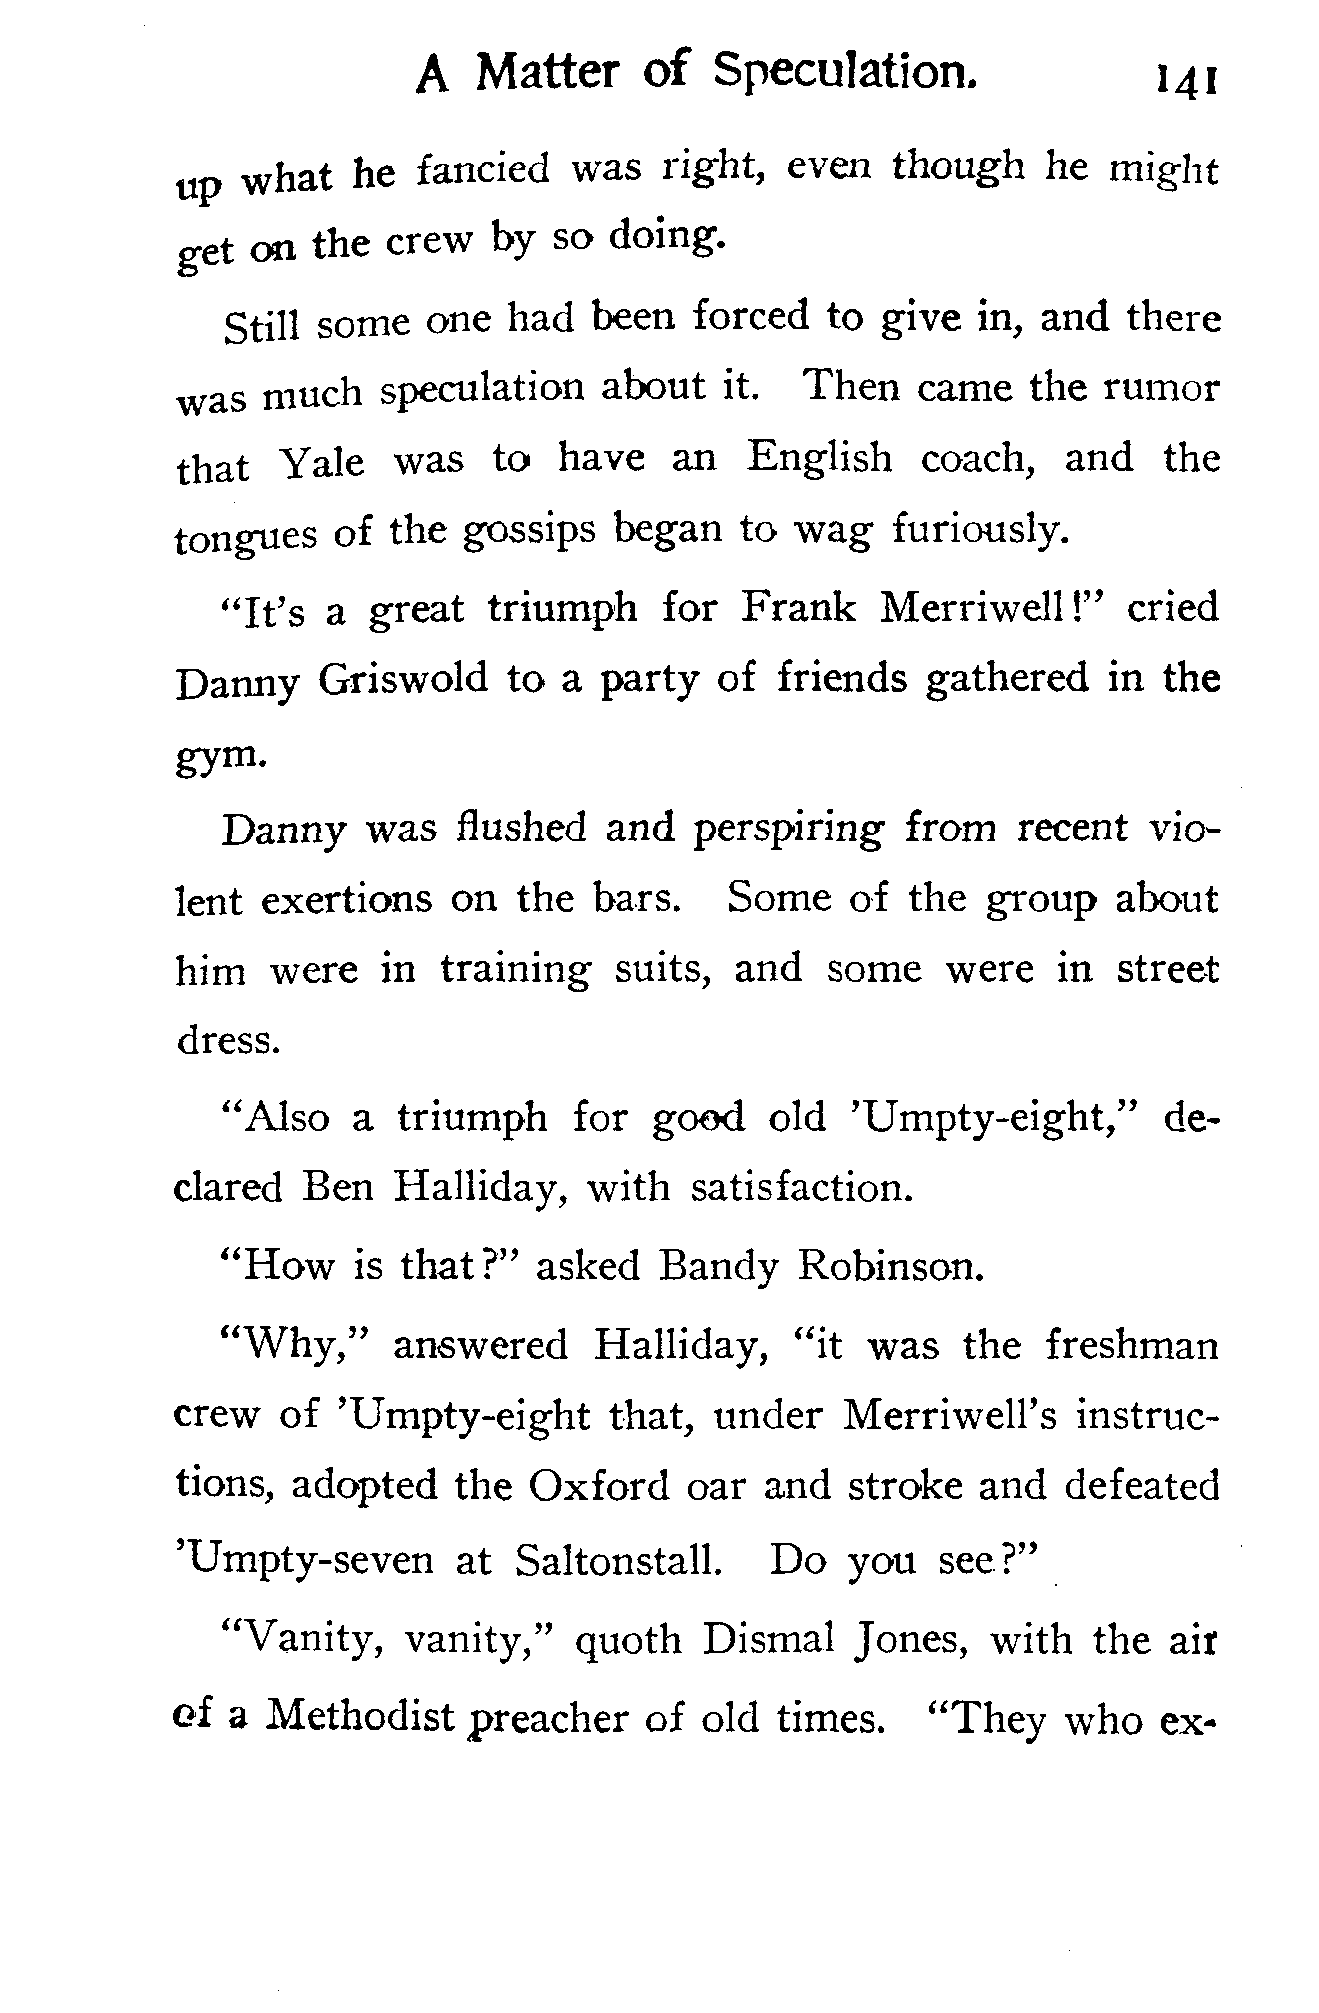 A Matter of Speculation. 141
up what he fancied was right, even though he might
get on the crew by so doing.
Still some one had been forced to give in, and there
was much speculation about it. Then came the rumor
that Yale was to have an English coach, and the
tongues of the gossips began to wag furiously.
“It’s a great triumph for Frank Merriwell!” cried
Danny Griswold to a party of friends gathered in the
gym.
Danny was flushed and perspiring from recent vio-
lent exertions on the bars. Some of the group about
him were in training suits, and some were in street
dress.
“Also a triumph for good old ’Umpty-eight,” de-
clared Ben Halliday, with satisfaction.
“How is that?” asked Bandy Robinson.
“Why,” answered Halliday, “it was the freshman
crew of ’Umpty-eight that, under Merriwell’s instruc-
tions, adopted the Oxford oar and stroke and defeated
’Umpty-seven at Saltonstall. Do you see?”
“Vanity, vanity,” quoth Dismal Jones, with the air
of a Methodist preacher of old times. “They who ex-